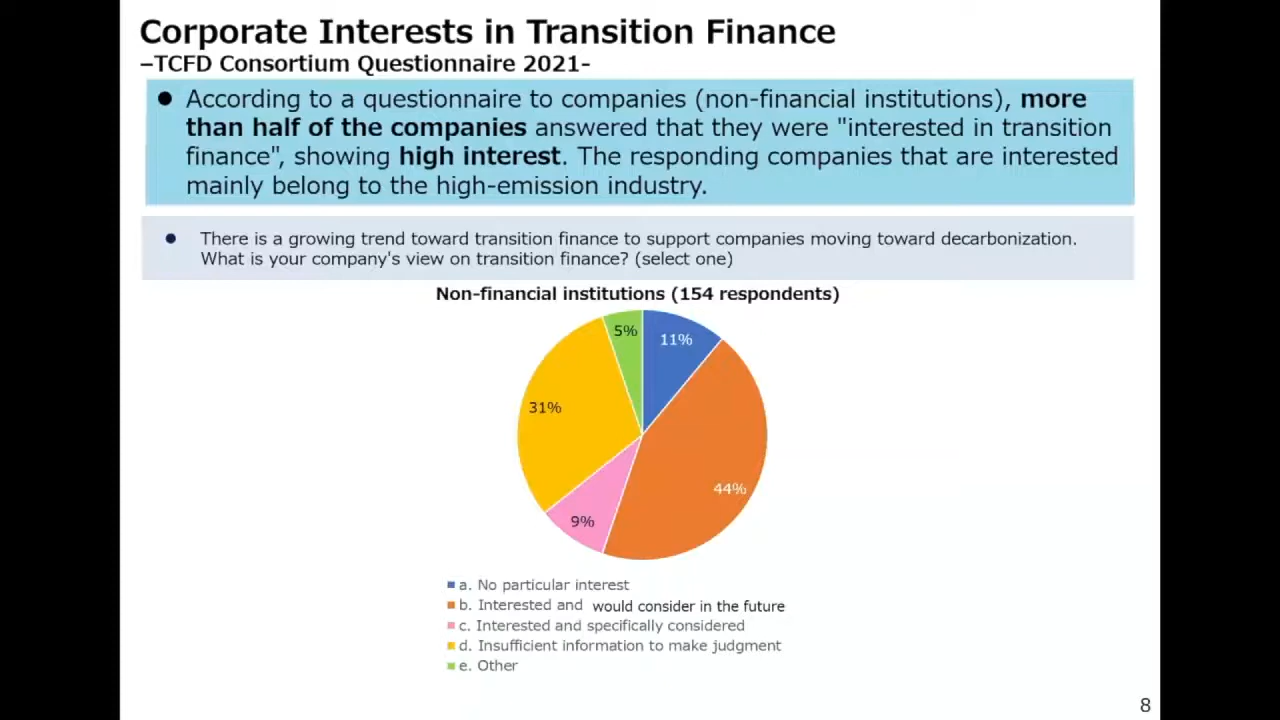 Corporate Interests in Transition Finance
–TCFD Consortium Questionnaire 2021-
● According to a questionnaire to companies (non-financial institutions), more
than half of the companies answered that they were "interested in transition
finance", showing high interest. The responding companies that are interested
mainly belong to the high-emission industry.
● There is a growing trend toward transition finance to support companies moving toward decarbonization.
What is your company's view on transition finance? (select one)
Non-financial institutions (154 respondents)
5%
11%
31%
44%
9%
a. No particular interest
b. Interested and would consider in the future
c. Interested and specifically considered
d. Insufficient information to make judgment
e. Other
8